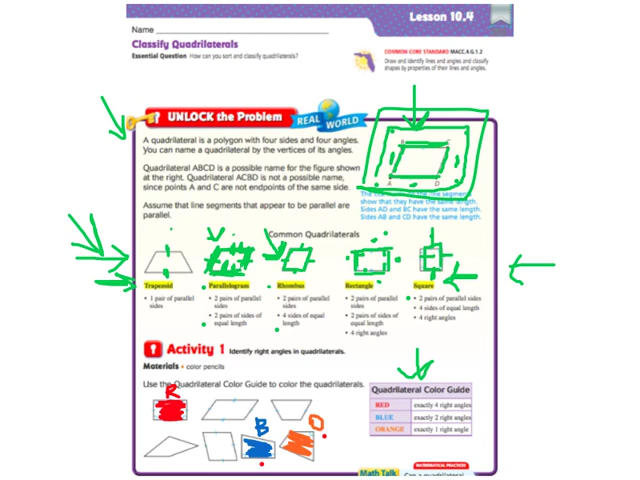 Lesson 10.4
Name
Classify Quadrilaterals
Essential Question How can you sort and classify quadrilaterals?
COMMON CORE STANDARD MACC.4.G.1.2
Draw and identify lines and angles and classify
shapes by properties of their lines and angles.
UNLOCK the Problem REAL WORLD
A quadrilateral is a polygon with four sides and four angles.
You can name a quadrilateral by the vertices of its angles.
Quadrilateral ABCD is a possible name for the figure shown
at the right. Quadrilateral ACBD is not a possible name,
since points A and C are not endpoints of the same side.
Assume that line segments that appear to be parallel are
parallel.
A D
show that they have the same length.
Sides AD and BC have the same length.
Sides AB and CD have the same length.
Common Quadrilaterals
Trapezoid
• 1 pair of parallel
sides
Parallelogram
• 2 pairs of parallel
sides
• 2 pairs of sides of
equal length
Rhombus
• 2 pairs of parallel
sides
• 4 sides of equal
length
Rectangle
• 2 pairs of parallel
sides
• 2 pairs of sides of
equal length
• 4 right angles
Square
• 2 pairs of parallel sides
• 4 sides of equal length
• 4 right angles
Activity 1 Identify right angles in quadrilaterals.
Materials • color pencils
Use the Quadrilateral Color Guide to color the quadrilaterals.
Quadrilateral Color Guide
RED exactly 4 right angles
BLUE exactly 2 right angles
ORANGE exactly 1 right angle
R
B
O
MATHEMATICAL PRACTICES
Math Talk Can a quadrilateral